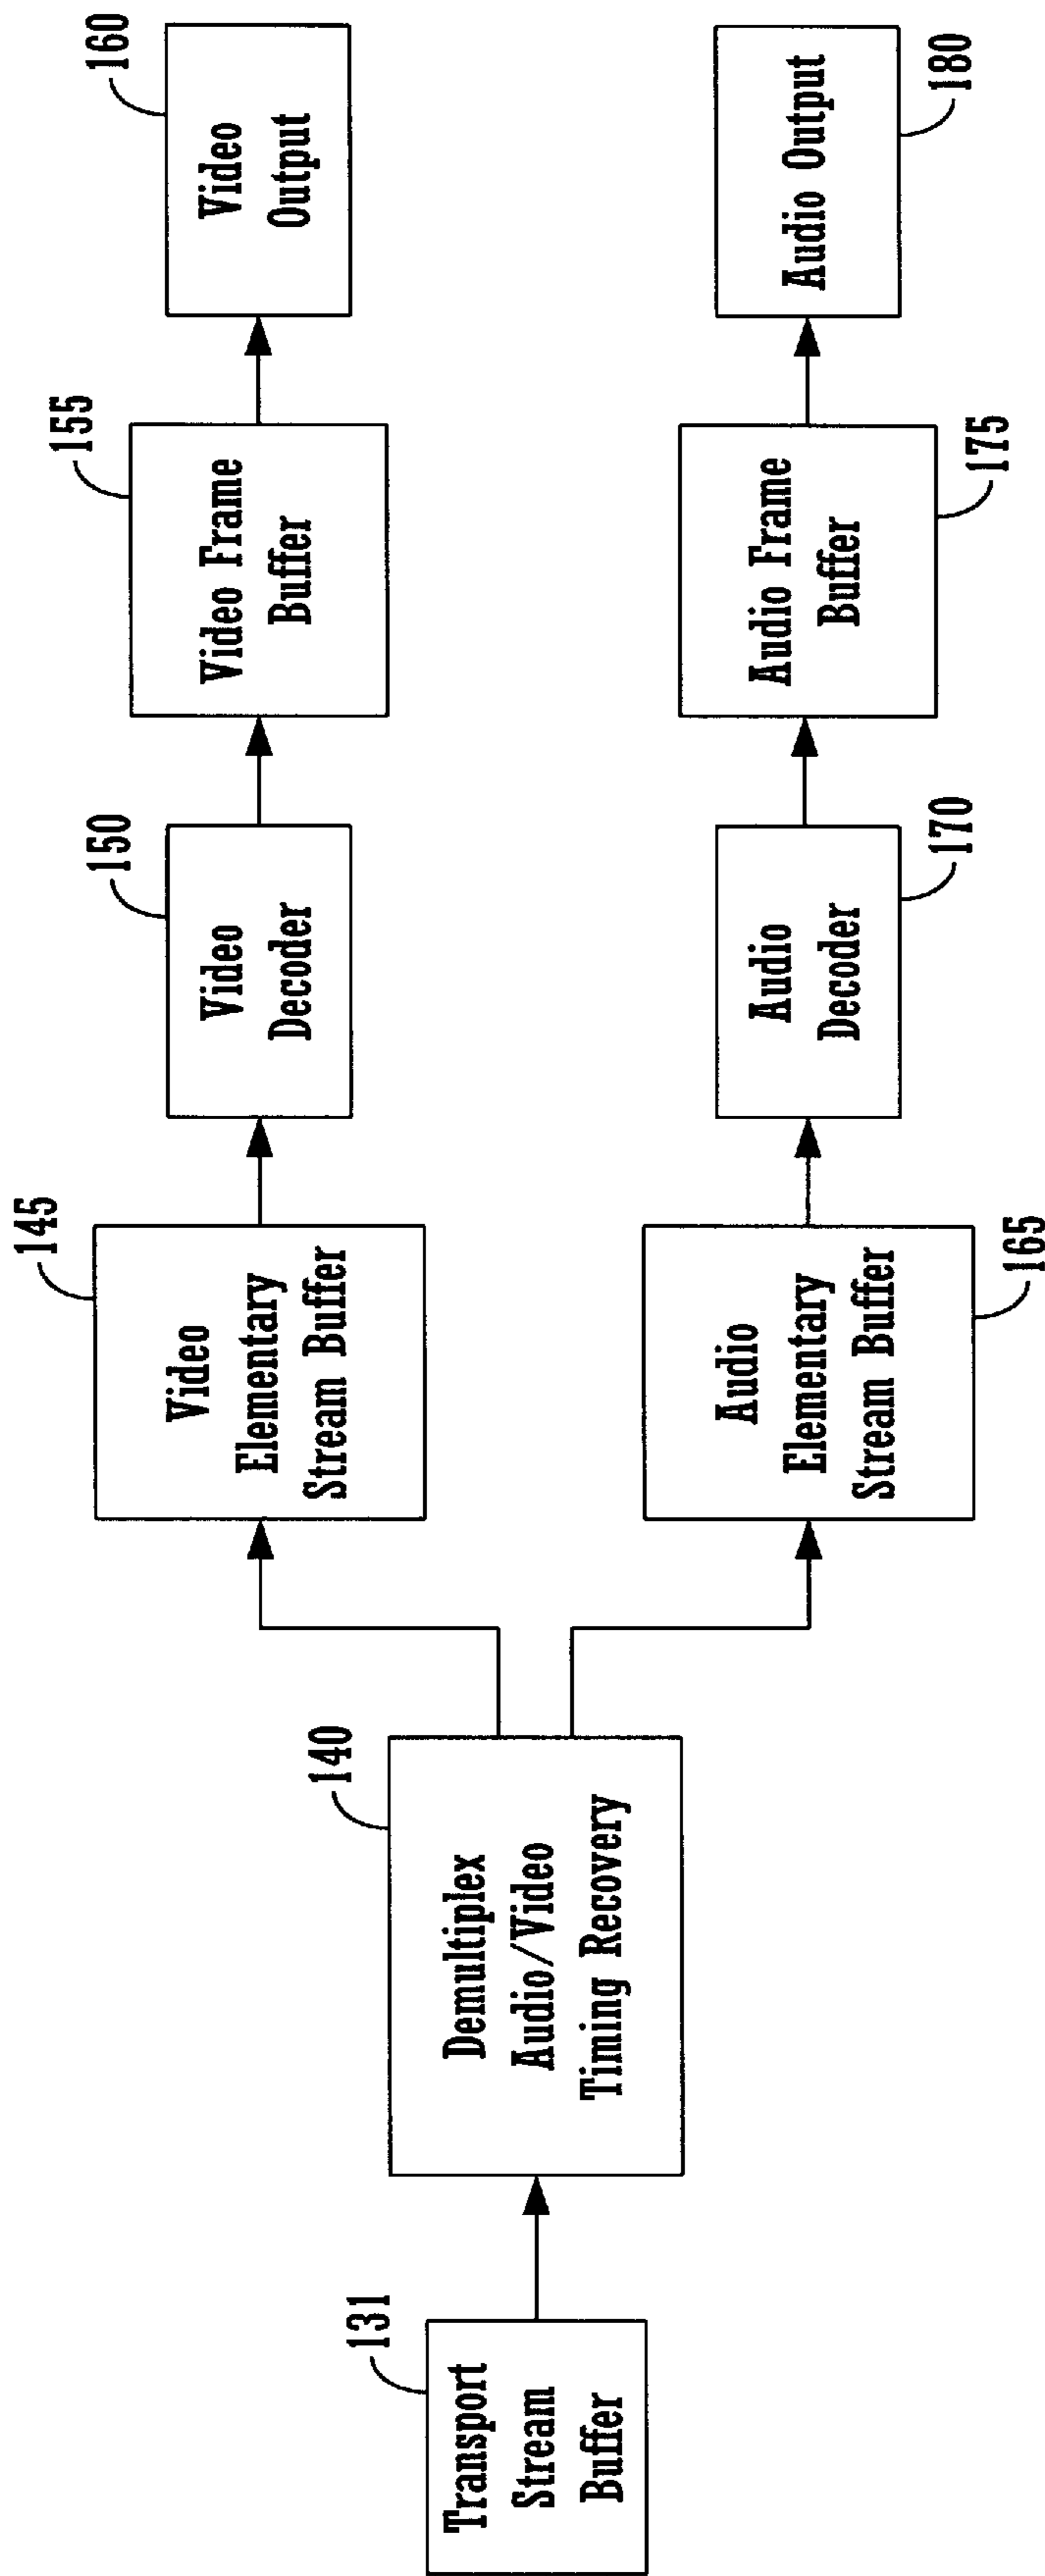 131
Transport
Stream
Buffer
140
Demultiplex
Audio/Video
Timing Recovery
145
Video
Elementary
Stream Buffer
150
Video
Decoder
155
Video Frame
Buffer
160
Video
Output
Audio
Elementary
Stream Buffer
165
Audio
Decoder
170
Audio Frame
Buffer
175
Audio Output
180